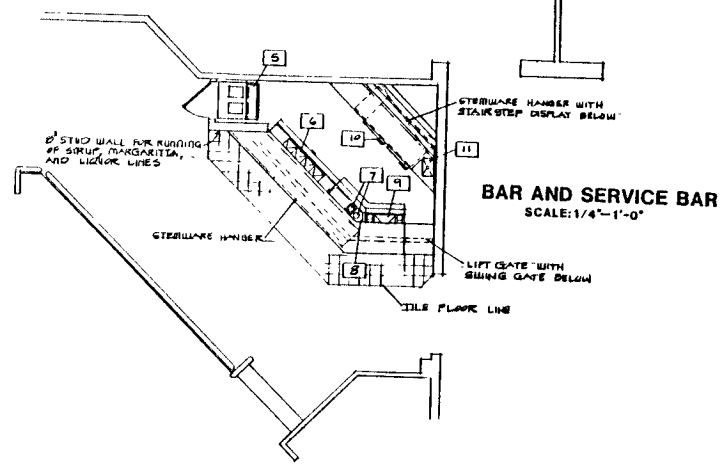 5
STEMWARE HANGER WITH
STAIRSTEP DISPLAY BELOW
6
10
8" STUD WALL FOR RUNNING
OF SYRUP, MARGARITTA,
AND LIQUOR LINES
11
7
9
BAR AND SERVICE BAR
SCALE:1/4"-1'-0"
STEMWARE HANGER
8
LIFT GATE WITH
SWING GATE BELOW
TILE FLOOR LINE